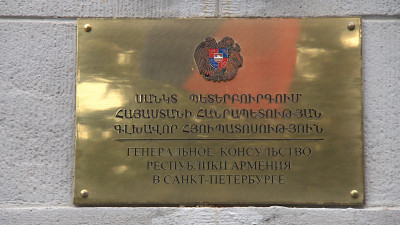 ՍԱՆԿՏ ՊԵՏԵՐԲՈՒՐԳՈՒՄ
ՀԱՅԱՍՏԱՆԻ ՀԱՆՐԱՊԵՏՈՒԹՅԱՆ
ԳԼԽԱՎՈՐ ՀՅՈՒՊԱՏՈՍՈՒԹՅՈՒՆ
ГЕНЕРАЛЬНОЕ КОНСУЛЬСТВО
РЕСПУБЛИКИ АРМЕНИЯ
В САНКТ-ПЕТЕРБУРГЕ